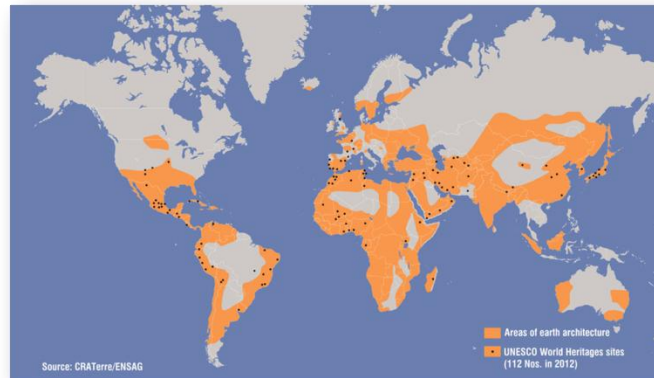 Areas of earth architecture
UNESCO World Heritages sites
(112 Nos. in 2012)
Source: CRATerre/ENSAG